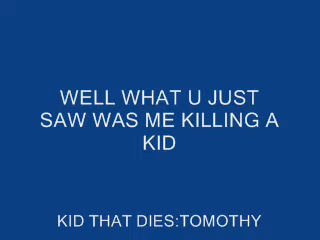 WELL WHAT U JUST
SAW WAS ME KILLING A
KID
KID THAT DIES:TOMOTHY